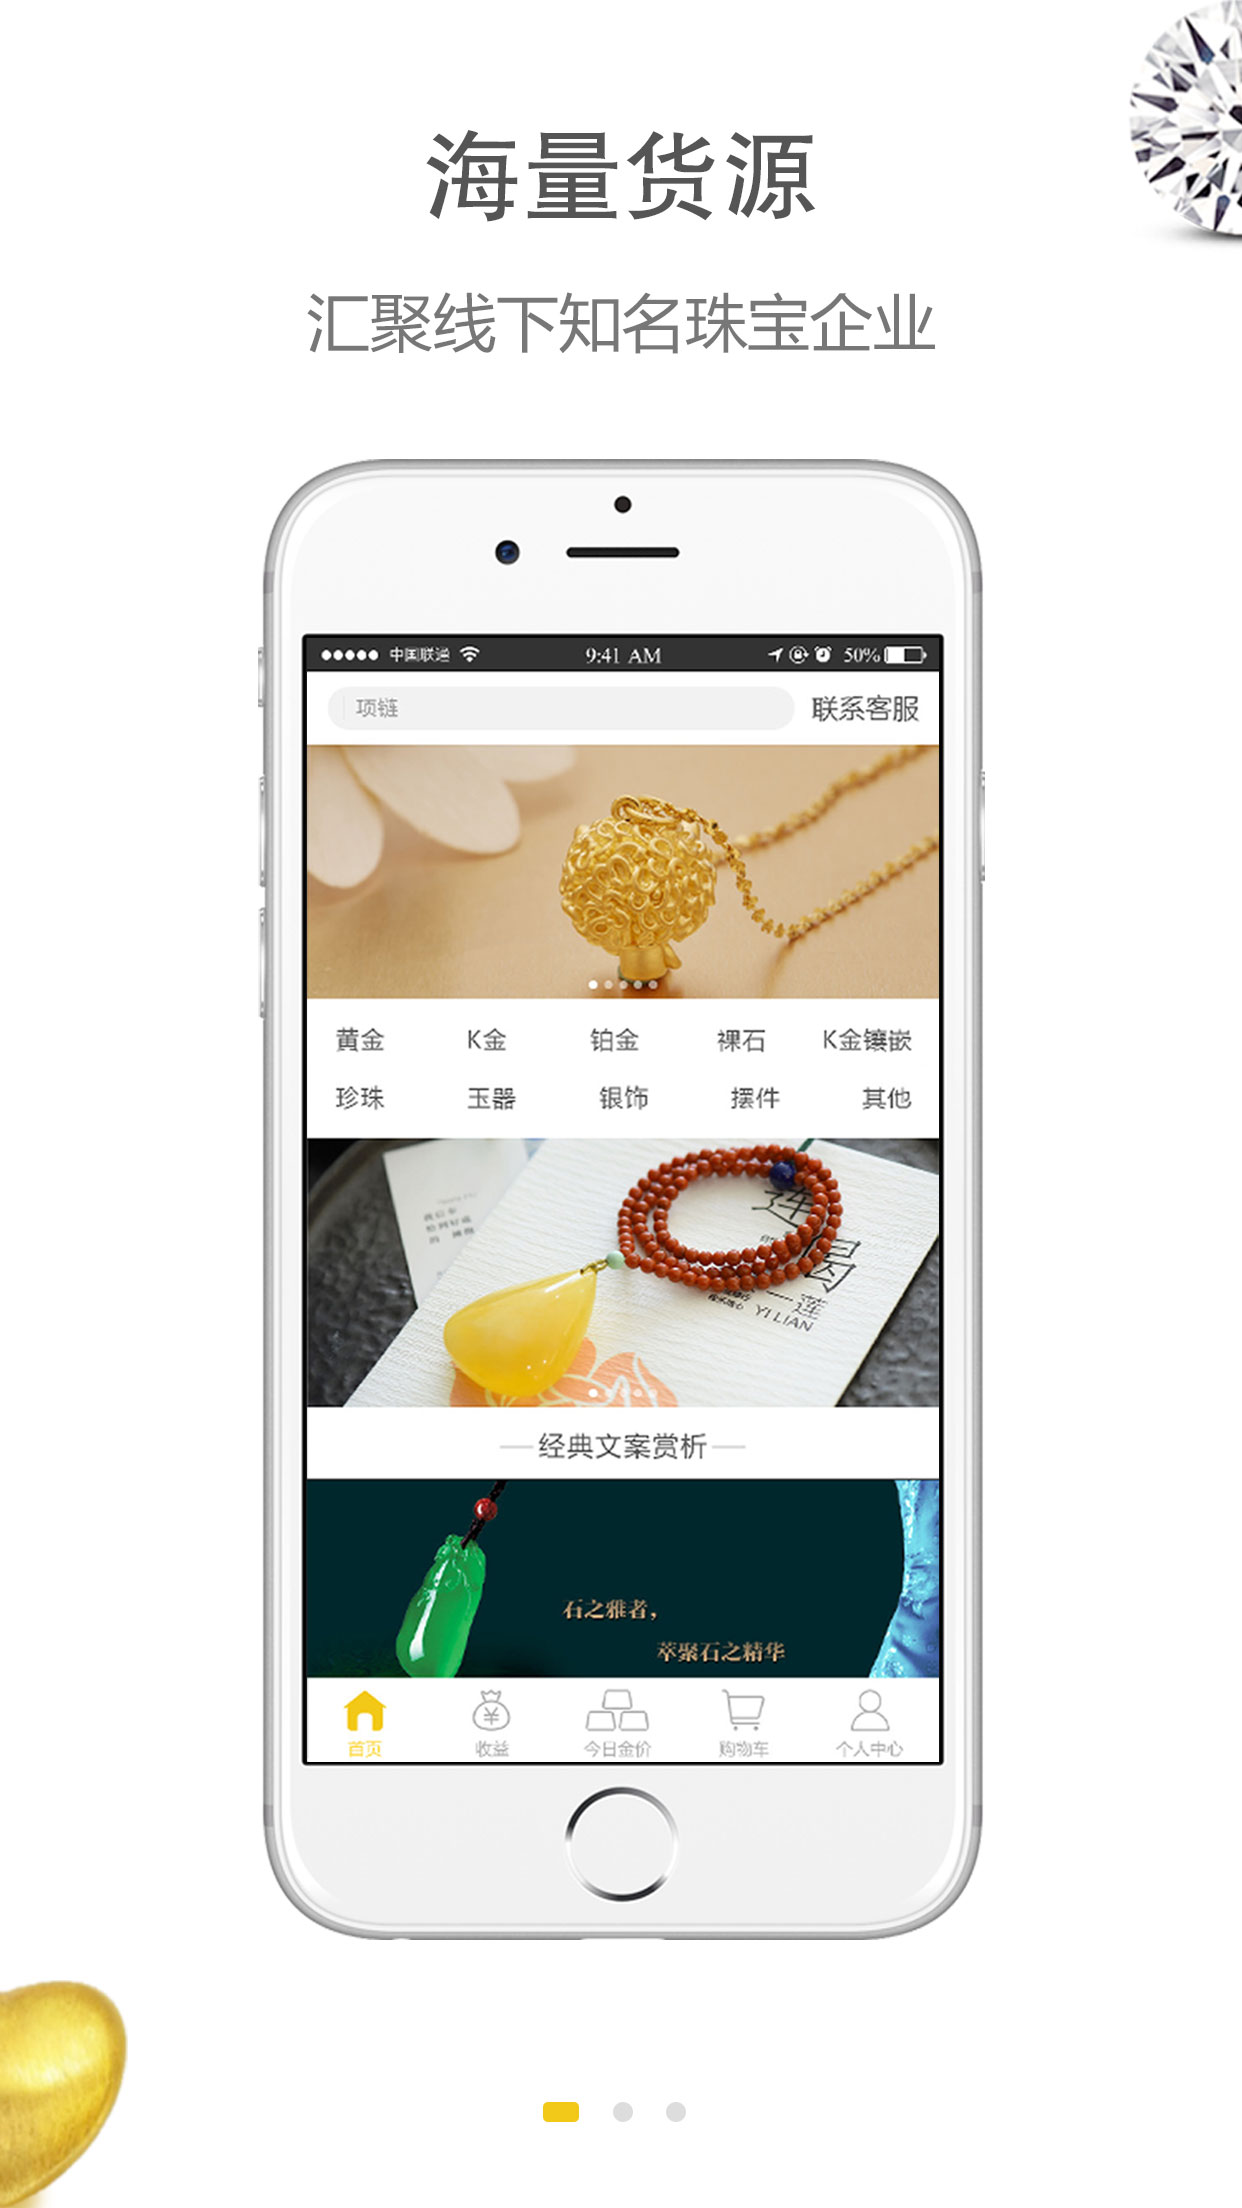 海量货源
汇聚线下知名珠宝企业
中国联通 9:41 AM 50%
项链 联系客服
黄金 K金 铂金 裸石 K金镶嵌
珍珠 玉器 银饰 摆件 其他
莲
YI LIAN
经典文案赏析
石之雅者，
萃聚石之精华
首页 收益 今日金价 购物车 个人中心